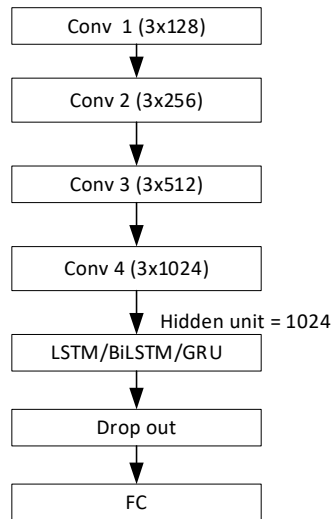 Conv 1 (3x128)
Conv 2 (3x256)
Conv 3 (3x512)
Conv 4 (3x1024)
Hidden unit = 1024
LSTM/BiLSTM/GRU
Drop out
FC